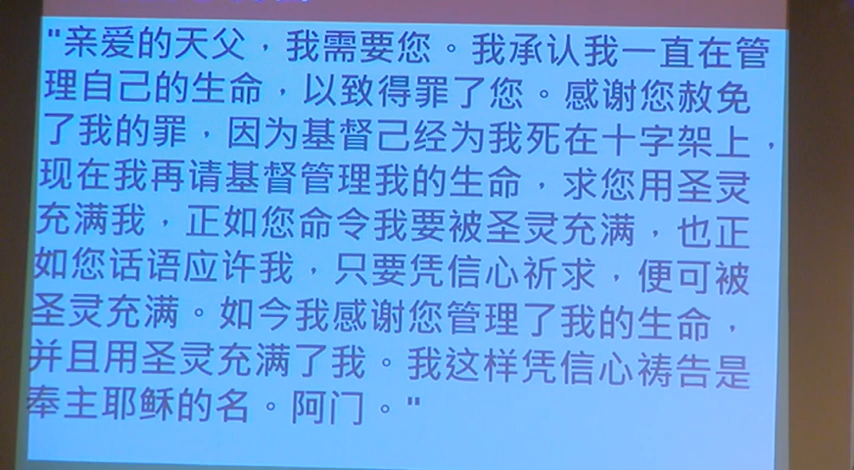 "亲爱的天父，我需要您。我承认我一直在管
理自己的生命，以致得罪了您。感谢您赦免
了我的罪，因为基督己经为我死在十字架上，
现在我再请基督管理我的生命，求您用圣灵
充满我，正如您命令我要被圣灵充满，也正
如您话语应许我，只要凭信心祈求，便可被
圣灵充满。如今我感谢您管理了我的生命，
并且用圣灵充满了我。我这样凭信心祷告是
奉主耶稣的名。阿门。"